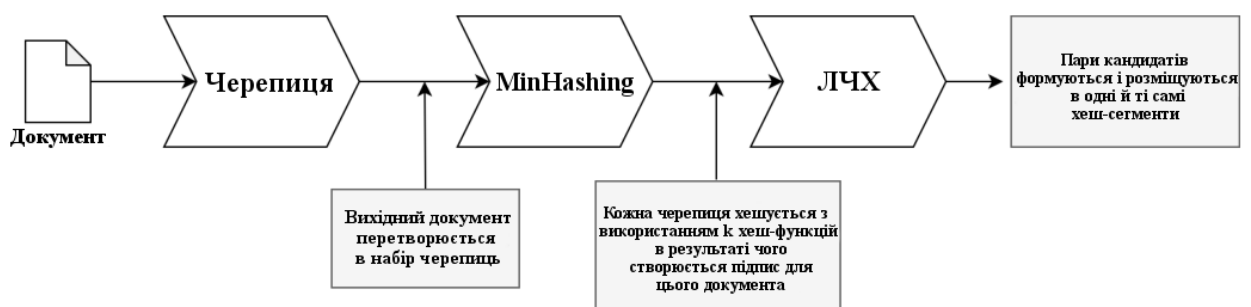 Документ
Черепиця
MinHashing
ЛЧХ
Пари кандидатів
формуються і розміщуються
в одні й ті самі
хеш-сегменти
Вихідний документ
перетворюється
в набір черепиць
Кожна черепиця хешується з
використанням k хеш-функцій
в результаті чого
створюється підпис для
цього документа